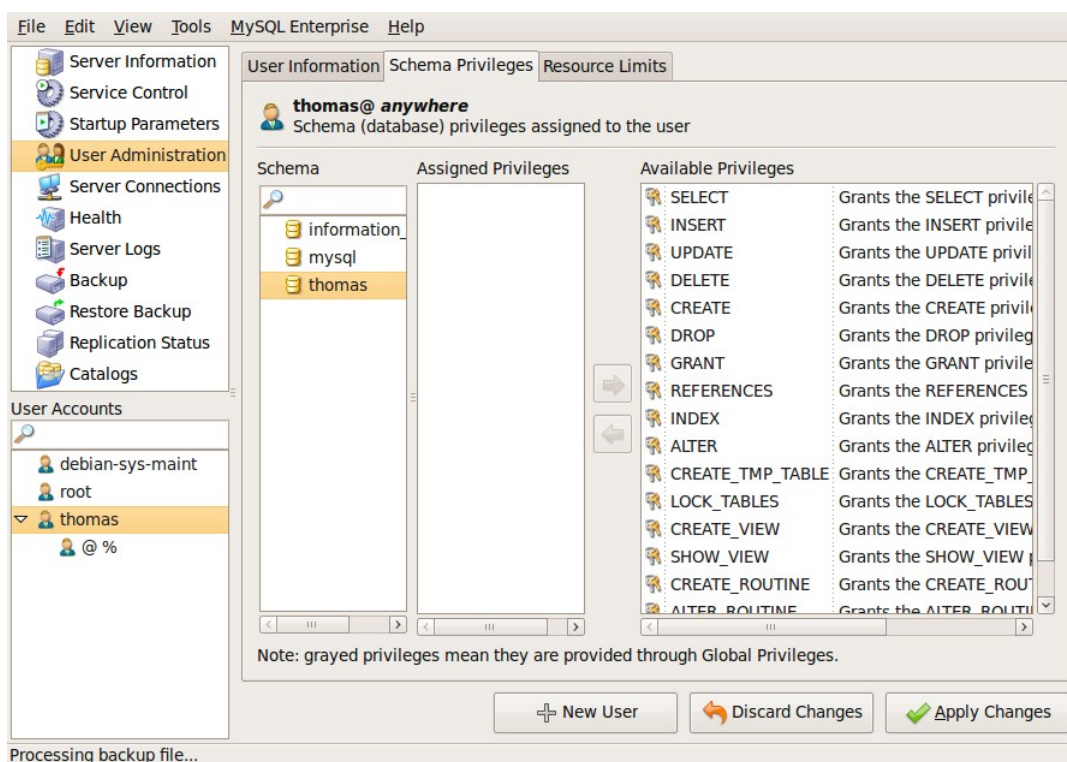 File Edit View Tools MySQL Enterprise Help
Server Information
Service Control
Startup Parameters
User Administration
Server Connections
Health
Server Logs
Backup
Restore Backup
Replication Status
Catalogs
User Accounts
debian-sys-maint
root
thomas
@ %
User Information Schema Privileges Resource Limits
thomas@ anywhere
Schema (database) privileges assigned to the user
Schema
information_
mysql
thomas
Assigned Privileges
Available Privileges
SELECT Grants the SELECT privile
INSERT Grants the INSERT privile
UPDATE Grants the UPDATE privil
DELETE Grants the DELETE privile
CREATE Grants the CREATE privile
DROP Grants the DROP privileg
GRANT Grants the GRANT privile
REFERENCES Grants the REFERENCES
INDEX Grants the INDEX privileg
ALTER Grants the ALTER privileg
CREATE_TMP_TABLE Grants the CREATE_TMP_
LOCK_TABLES Grants the LOCK_TABLES
CREATE_VIEW Grants the CREATE_VIEW
SHOW_VIEW Grants the SHOW_VIEW p
CREATE_ROUTINE Grants the CREATE_ROUT
ALTER_ROUTINE Grants the ALTER_ROUTI
Note: grayed privileges mean they are provided through Global Privileges.
New User Discard Changes Apply Changes
Processing backup file...